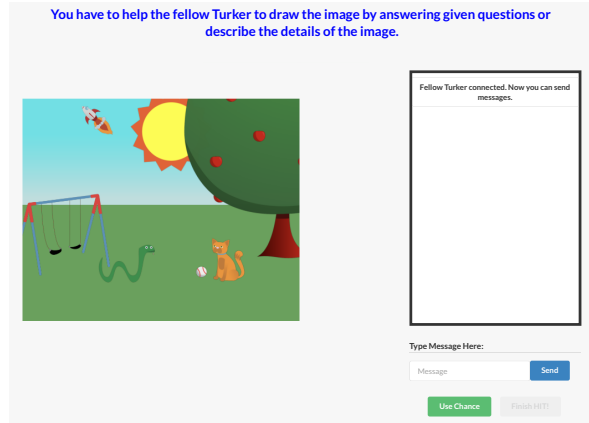 You have to help the fellow Turker to draw the image by answering given questions or
describe the details of the image.
Fellow Turker connected. Now you can send
messages.
Type Message Here:
Message
Send
Use Chance
Finish HIT!